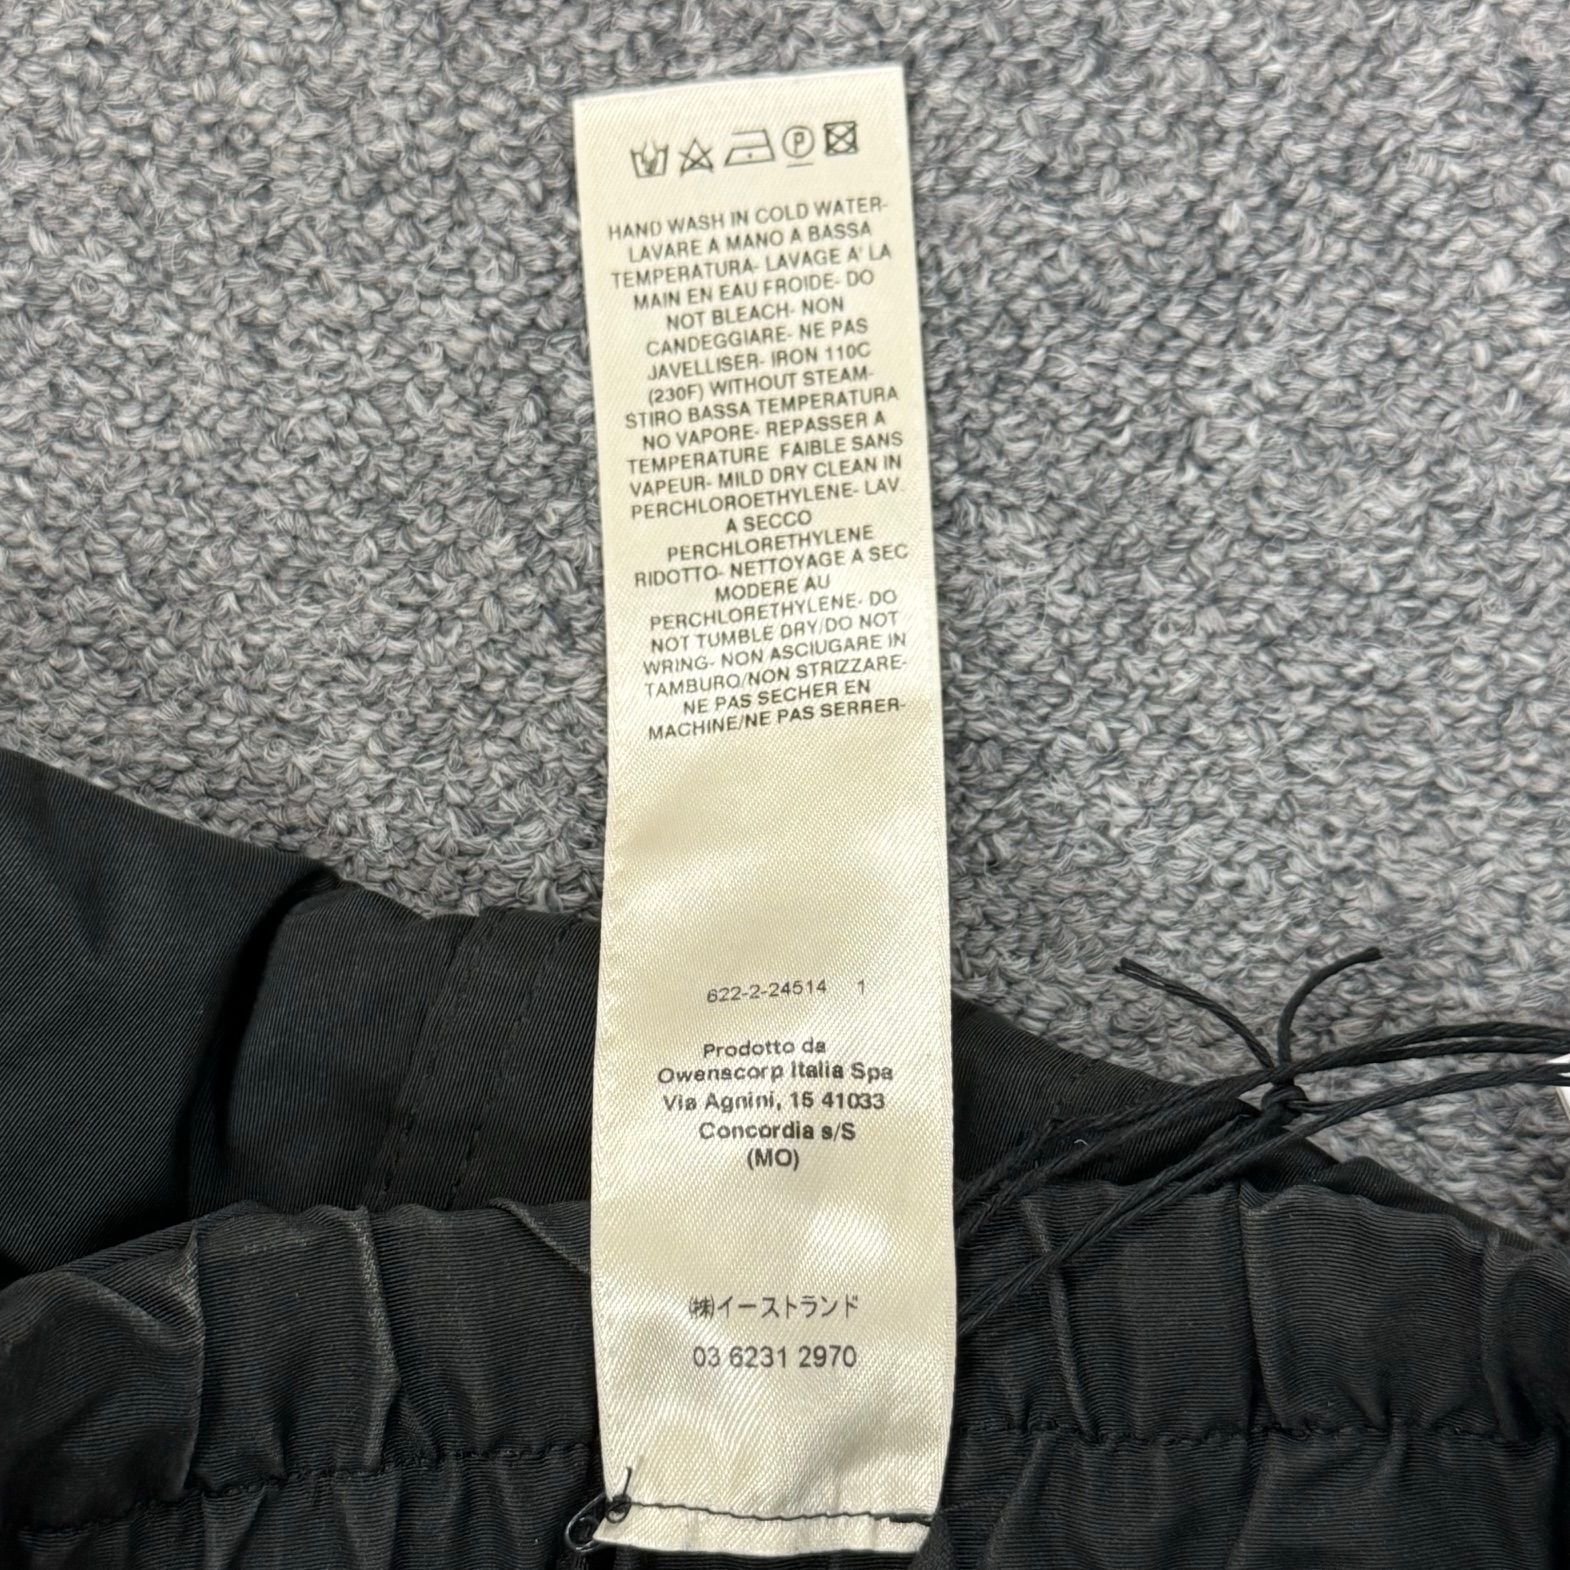 P
HAND WASH IN COLD WATER-
LAVARE A MANO A BASSA
TEMPERATURA- LAVAGE A' LA
MAIN EN EAU FROIDE- DO
NOT BLEACH- NON
CANDEGGIARE- NE PAS
JAVELLISER- IRON 110C
(230F) WITHOUT STEAM-
STIRO BASSA TEMPERATURA
NO VAPORE- REPASSER A
TEMPERATURE FAIBLE SANS
VAPEUR- MILD DRY CLEAN IN
PERCHLOROETHYLENE- LAV.
A SECCO
PERCHLORETHYLENE
RIDOTTO- NETTOYAGE A SEC
MODERE AU
PERCHLORETHYLENE- DO
NOT TUMBLE DRY/DO NOT
WRING- NON ASCIUGARE IN
TAMBURO/NON STRIZZARE-
NE PAS SECHER EN
MACHINE/NE PAS SERRER-
622-2-24514 1
Prodotto da
Owenscorp Italia Spa
Via Agnini, 15 41033
Concordia s/S
(MO)
㈱イーストランド
03 6231 2970